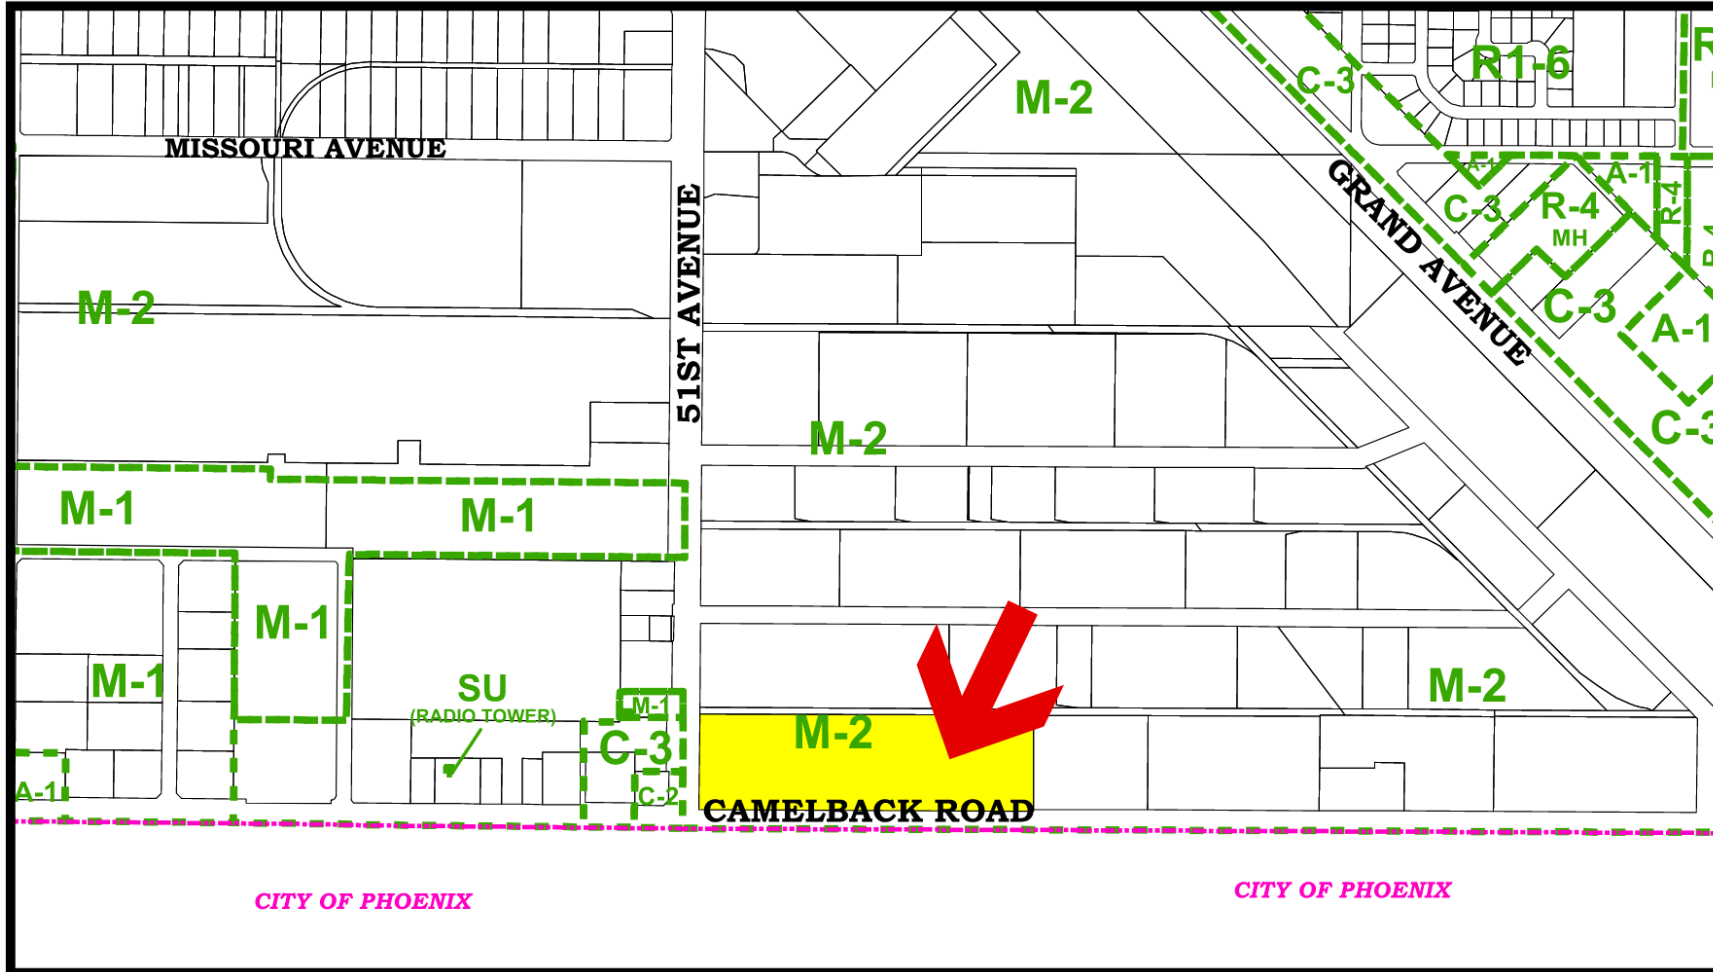 M-2
C-3
R1-6
R
MISSOURI AVENUE
A-1
A-1
R-4
C-3
R-4
MH
GRAND AVENUE
51ST AVENUE
M-2
C-3
A-1
C-3
M-2
M-1
M-1
M-1
M-1
SU
(RADIO TOWER)
M-1
C-3
C-2
A-1
M-2
M-2
CAMELBACK ROAD
CITY OF PHOENIX
CITY OF PHOENIX